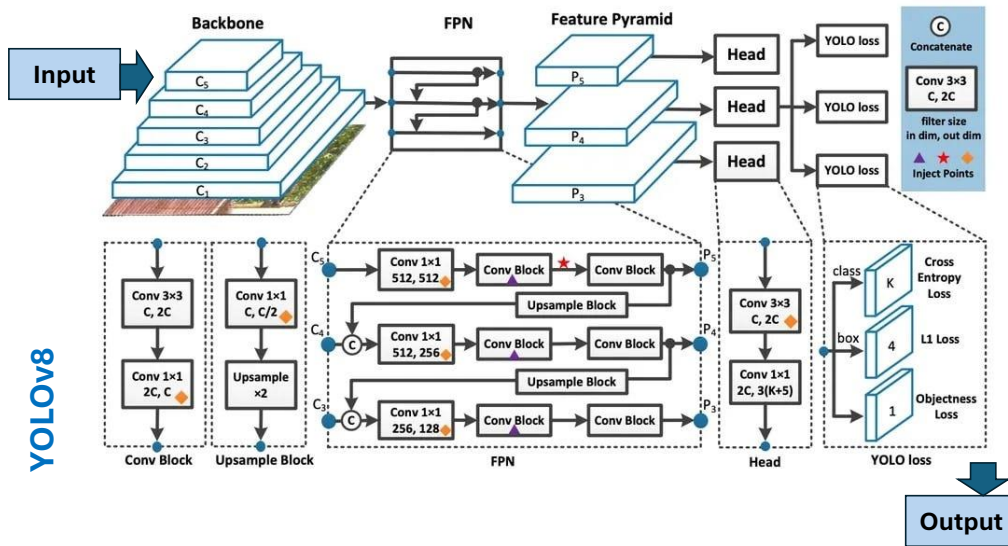 Backbone
FPN
Feature Pyramid
Input
C5
C4
C3
C2
C1
P5
P4
P3
Head
Head
Head
YOLO loss
YOLO loss
YOLO loss
C
Concatenate
Conv 3×3
C, 2C
filter size
in dim, out dim
Inject Points
YOLOv8
Conv 3×3
C, 2C
Conv 1×1
2C, C
Conv Block
Conv 1×1
C, C/2
Upsample
×2
Upsample Block
C5
Conv 1×1
512, 512
Conv Block
Conv Block
P5
Upsample Block
C4
C
Conv 1×1
512, 256
Conv Block
Conv Block
P4
Upsample Block
C3
C
Conv 1×1
256, 128
Conv Block
Conv Block
P3
FPN
Conv 3×3
C, 2C
Conv 1×1
2C, 3(K+5)
Head
class
K
Cross
Entropy
Loss
box
4
L1 Loss
1
Objectness
Loss
YOLO loss
Output